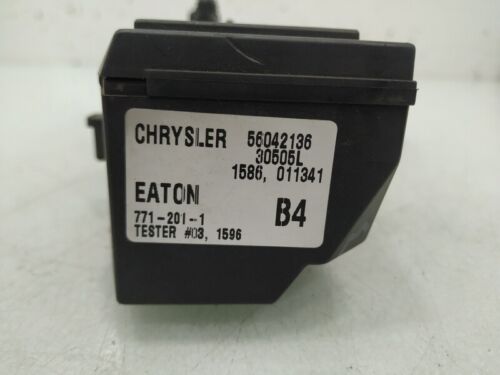 CHRYSLER 56042136
30505L
1586, 011341
EATON B4
771-201-1
TESTER #03, 1596